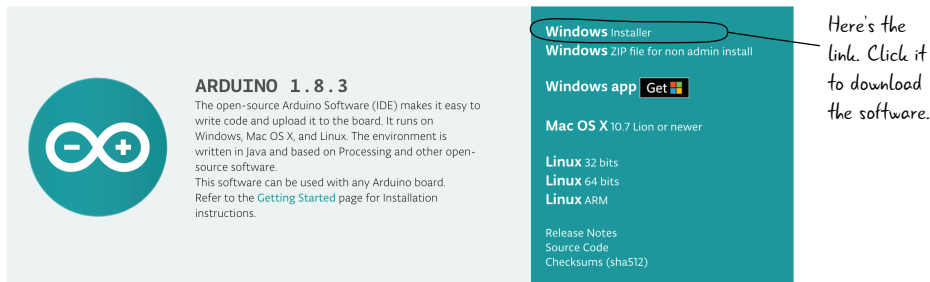 ARDUINO 1.8.3
The open-source Arduino Software (IDE) makes it easy to
write code and upload it to the board. It runs on
Windows, Mac OS X, and Linux. The environment is
written in Java and based on Processing and other open-
source software.
This software can be used with any Arduino board.
Refer to the Getting Started page for Installation
instructions.
Windows Installer
Windows ZIP file for non admin install
Windows app Get
Mac OS X 10.7 Lion or newer
Linux 32 bits
Linux 64 bits
Linux ARM
Release Notes
Source Code
Checksums (sha512)
Here's the
link. Click it
to download
the software.